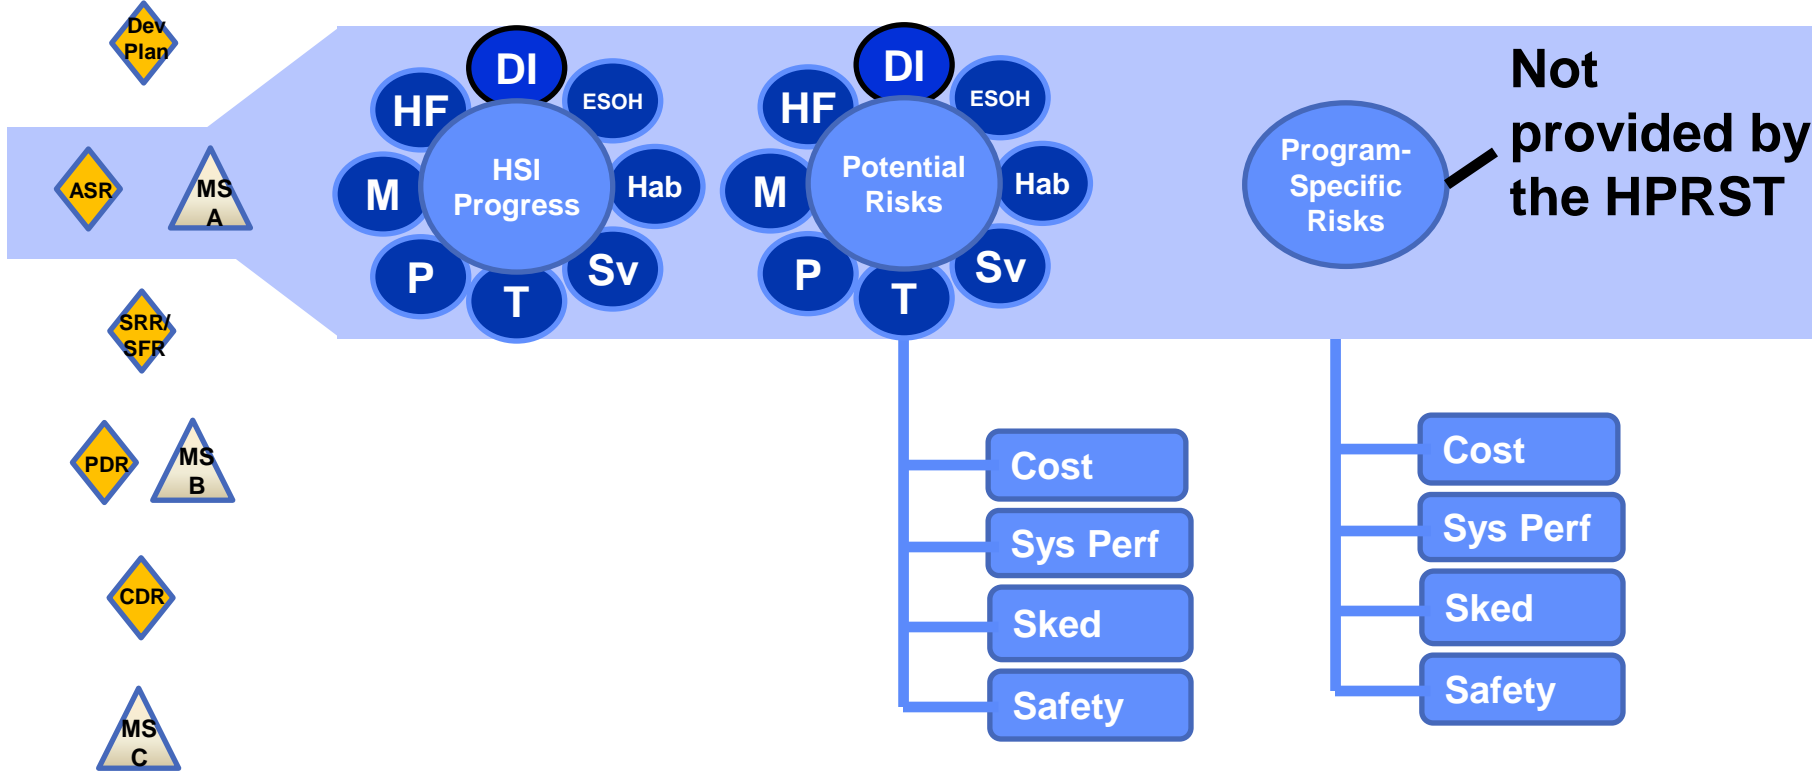 Dev
Plan
ASR
MS
A
SRR/
SFR
PDR
MS
B
CDR
MS
C
DI
HF
ESOH
M
HSI
Progress
Hab
P
Sv
T
DI
HF
ESOH
M
Potential
Risks
Hab
P
Sv
T
Program-
Specific
Risks
Not
provided by
the HPRST
Cost
Sys Perf
Sked
Safety
Cost
Sys Perf
Sked
Safety